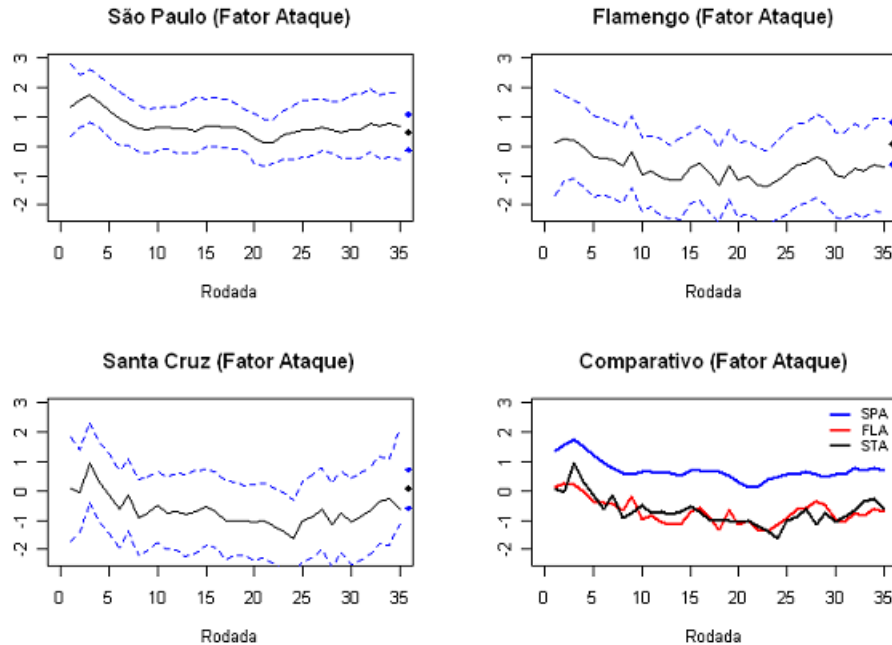 São Paulo (Fator Ataque)
3
2
1
0
-1
-2
0 5 10 15 20 25 30 35
Rodada
Flamengo (Fator Ataque)
3
2
1
0
-1
-2
0 5 10 15 20 25 30 35
Rodada
Santa Cruz (Fator Ataque)
3
2
1
0
-1
-2
0 5 10 15 20 25 30 35
Rodada
Comparativo (Fator Ataque)
SPA
FLA
STA
3
2
1
0
-1
-2
0 5 10 15 20 25 30 35
Rodada